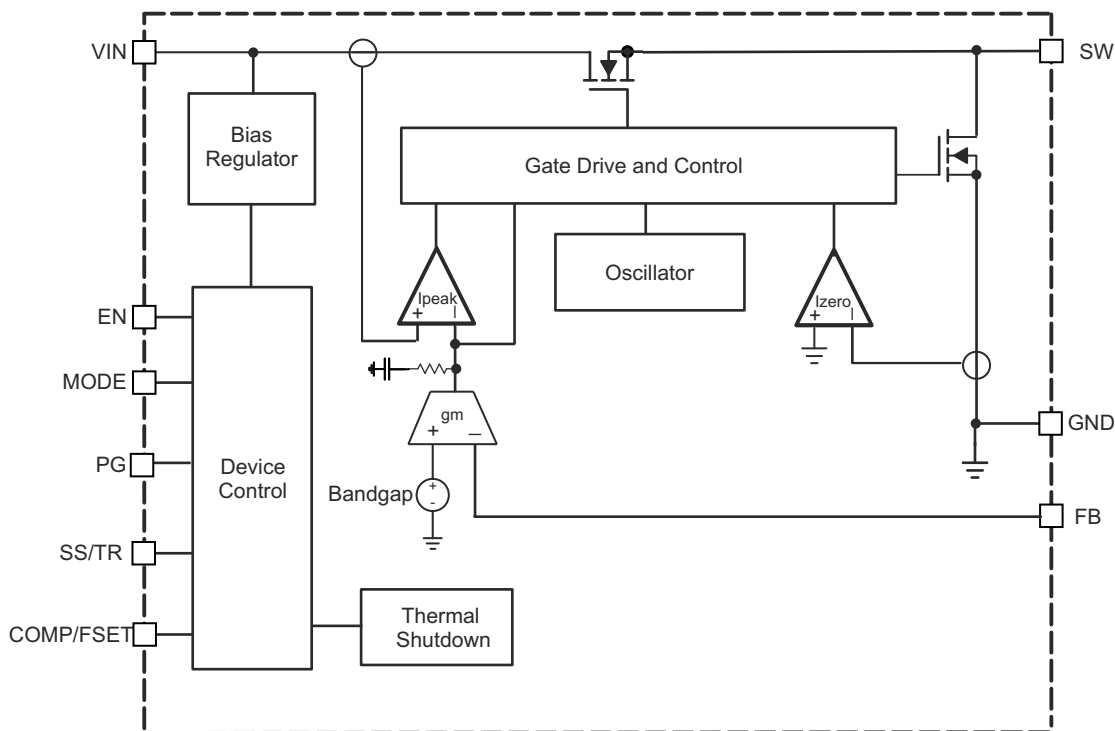 VIN
SW
Bias
Regulator
Gate Drive and Control
Oscillator
Ipeak
+ –
Izero
+ –
EN
MODE
PG
SS/TR
COMP/FSET
Device
Control
gm
+ –
Bandgap
+
-
GND
FB
Thermal
Shutdown